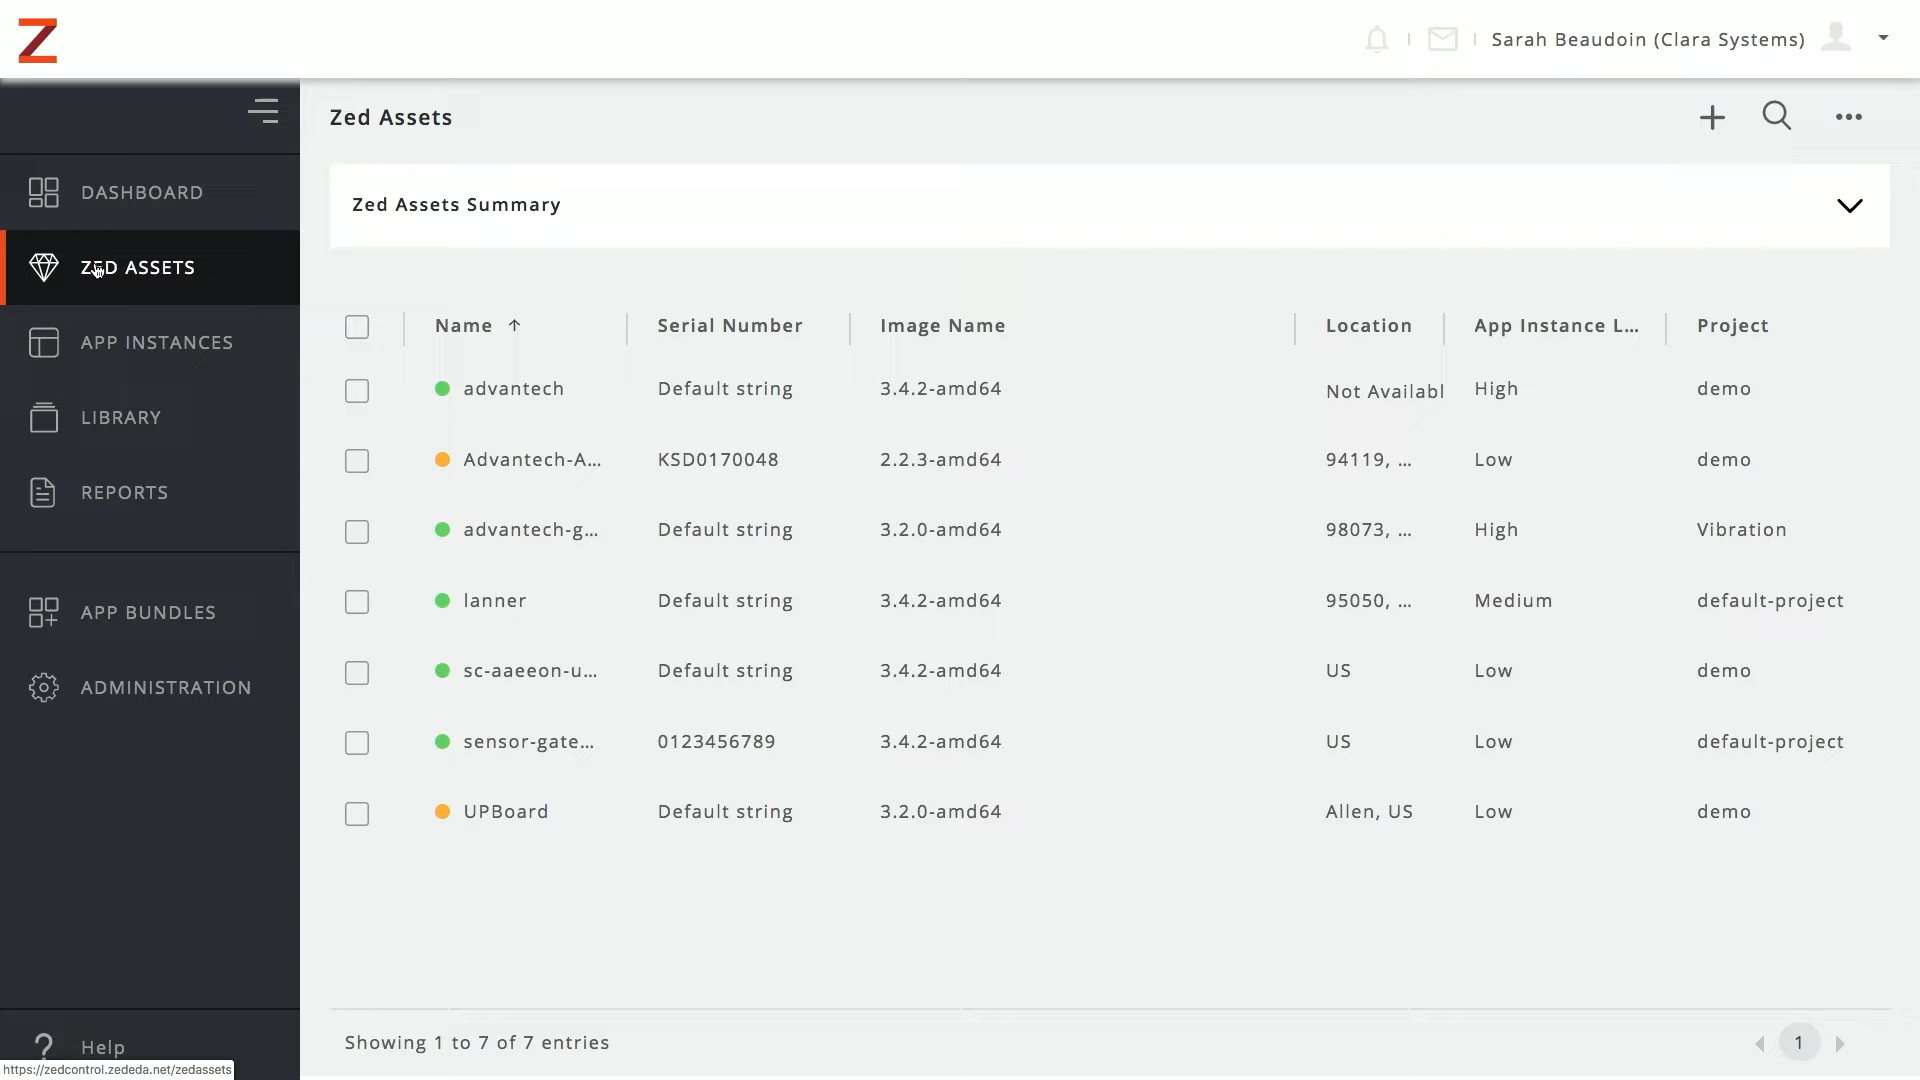 Z
Sarah Beaudoin (Clara Systems)
DASHBOARD
ZED ASSETS
APP INSTANCES
LIBRARY
REPORTS
APP BUNDLES
ADMINISTRATION
? Help
https://zedcontrol.zededa.net/zedassets
Zed Assets
Zed Assets Summary
Name Serial Number Image Name Location App Instance L... Project
advantech Default string 3.4.2-amd64 Not Availabl High demo
Advantech-A... KSD0170048 2.2.3-amd64 94119, ... Low demo
advantech-g... Default string 3.2.0-amd64 98073, ... High Vibration
lanner Default string 3.4.2-amd64 95050, ... Medium default-project
sc-aaeeon-u... Default string 3.4.2-amd64 US Low demo
sensor-gate... 0123456789 3.4.2-amd64 US Low default-project
UPBoard Default string 3.2.0-amd64 Allen, US Low demo
Showing 1 to 7 of 7 entries
1